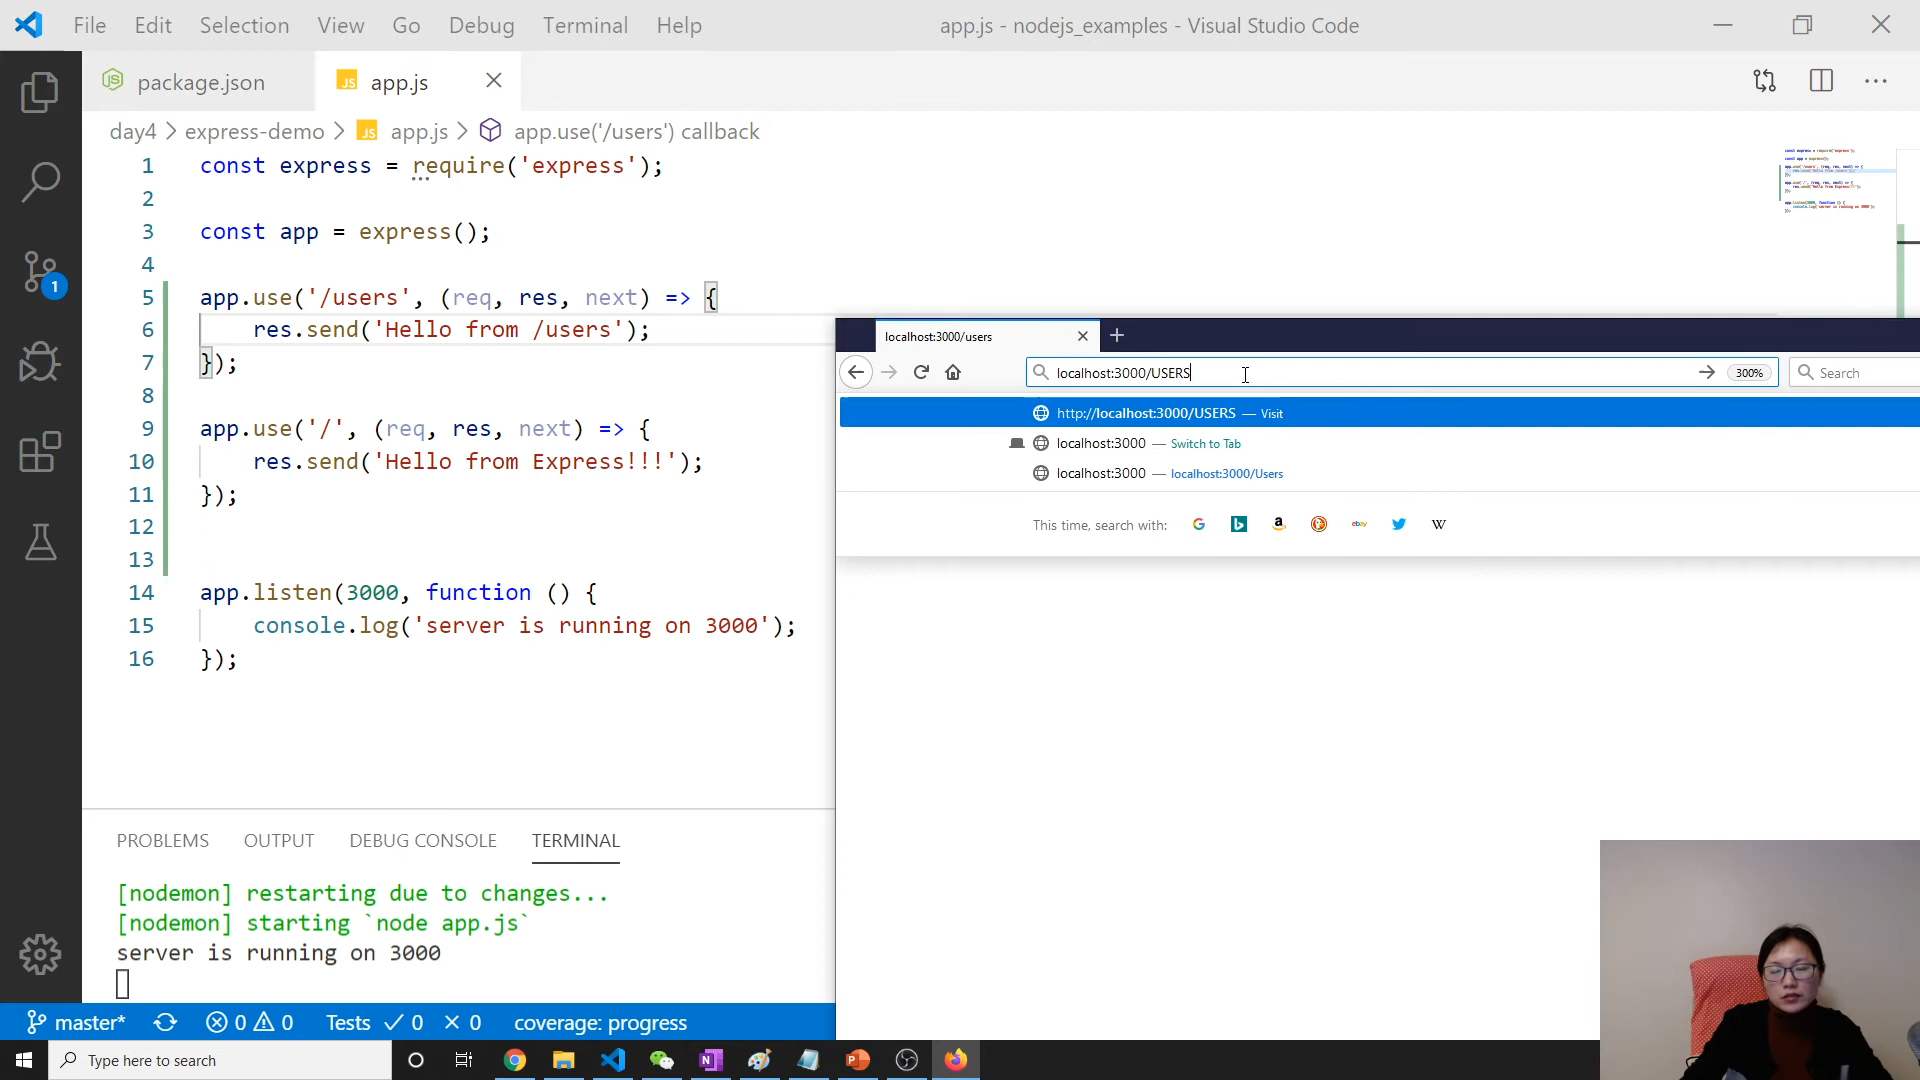 File Edit Selection View Go Debug Terminal Help
app.js - nodejs_examples - Visual Studio Code
package.json
JS app.js
day4 > express-demo > JS app.js > app.use('/users') callback
1 const express = require('express');
2
3 const app = express();
4
5 app.use('/users', (req, res, next) => {
6 res.send('Hello from /users');
7 });
8
9 app.use('/', (req, res, next) => {
10 res.send('Hello from Express!!!');
11 });
12
13
14 app.listen(3000, function () {
15 console.log('server is running on 3000');
16 });
1
localhost:3000/users
localhost:3000/USERS
300%
Search
http://localhost:3000/USERS — Visit
localhost:3000 — Switch to Tab
localhost:3000 — localhost:3000/Users
This time, search with:
PROBLEMS OUTPUT DEBUG CONSOLE TERMINAL
[nodemon] restarting due to changes...
[nodemon] starting `node app.js`
server is running on 3000
master* 0 0 Tests ✓ 0 × 0 coverage: progress
Type here to search